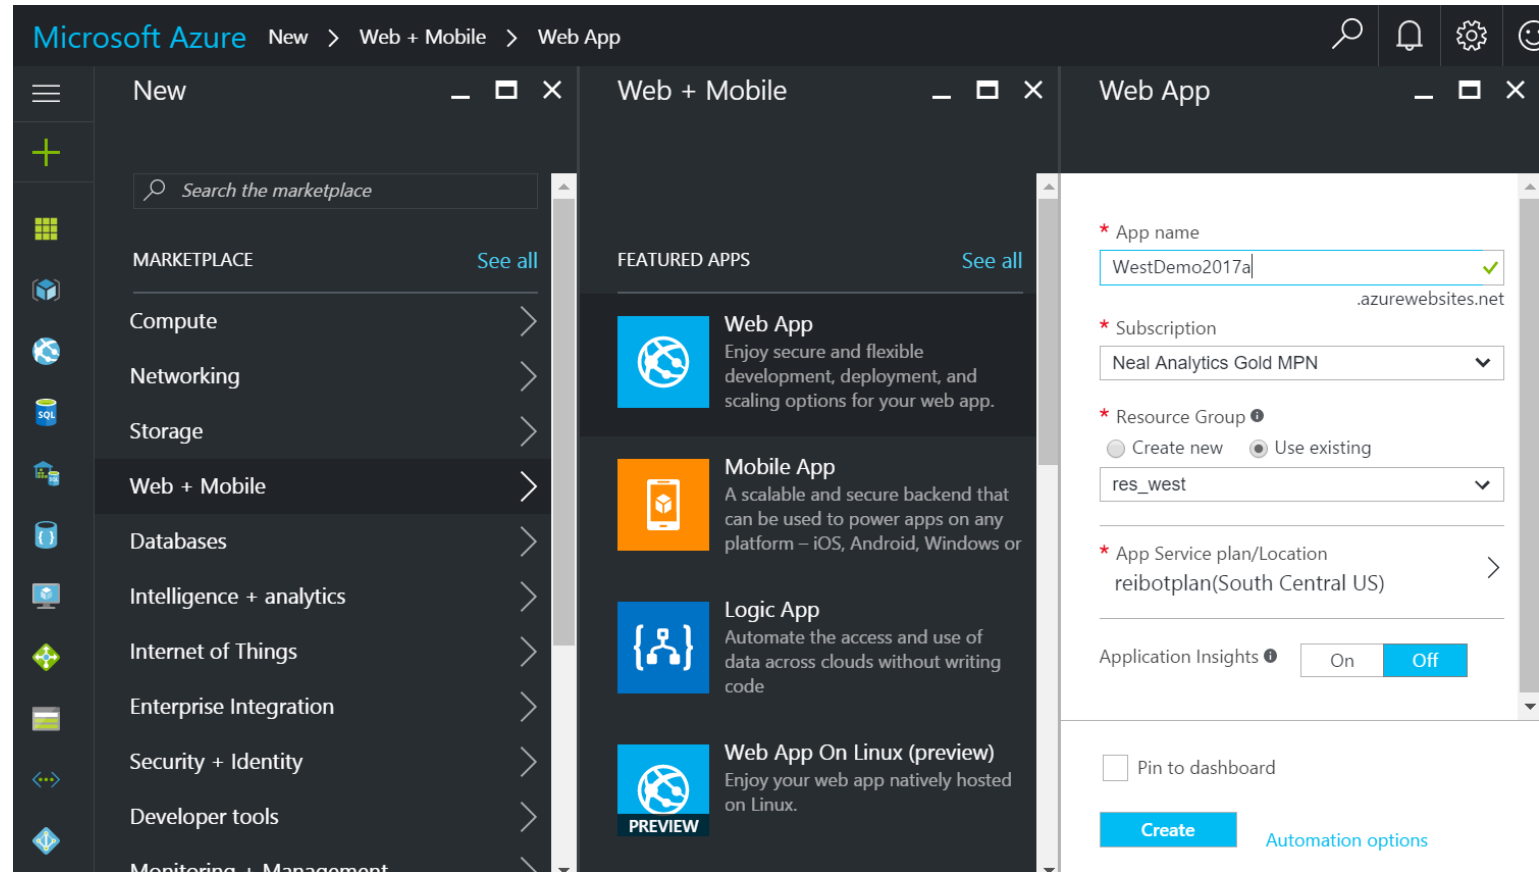 Microsoft Azure New > Web + Mobile > Web App
New
Search the marketplace
MARKETPLACE See all
Compute
Networking
Storage
Web + Mobile
Databases
Intelligence + analytics
Internet of Things
Enterprise Integration
Security + Identity
Developer tools
Monitoring + Management
Web + Mobile
FEATURED APPS See all
Web App
Enjoy secure and flexible
development, deployment, and
scaling options for your web app.
Mobile App
A scalable and secure backend that
can be used to power apps on any
platform – iOS, Android, Windows or
Logic App
Automate the access and use of
data across clouds without writing
code
Web App On Linux (preview)
Enjoy your web app natively hosted
on Linux.
PREVIEW
Web App
* App name
WestDemo2017a
.azurewebsites.net
* Subscription
Neal Analytics Gold MPN
* Resource Group
Create new Use existing
res_west
* App Service plan/Location
reibotplan(South Central US)
Application Insights On Off
Pin to dashboard
Create Automation options
SQL